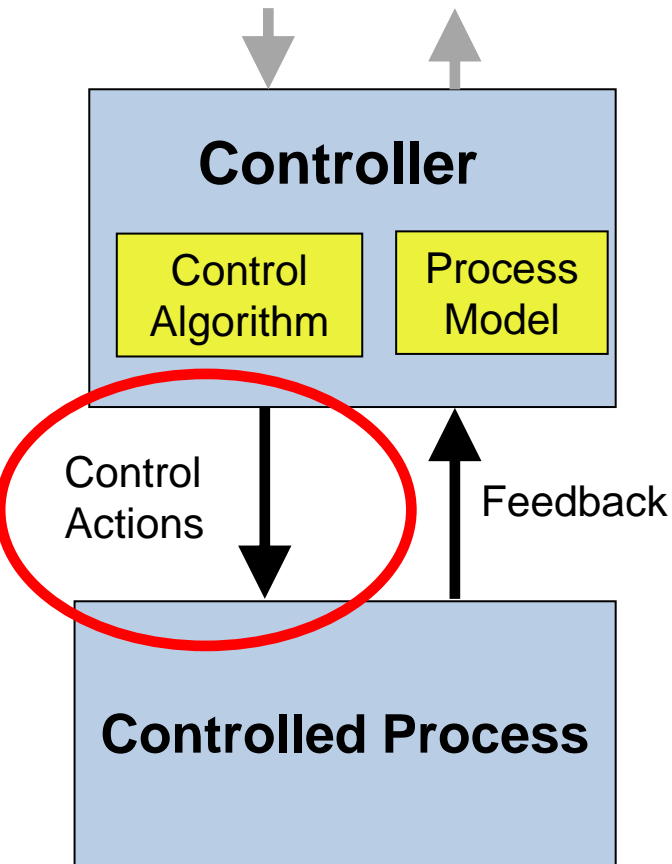 Controller
Control
Algorithm
Process
Model
Control
Actions
Feedback
Controlled Process